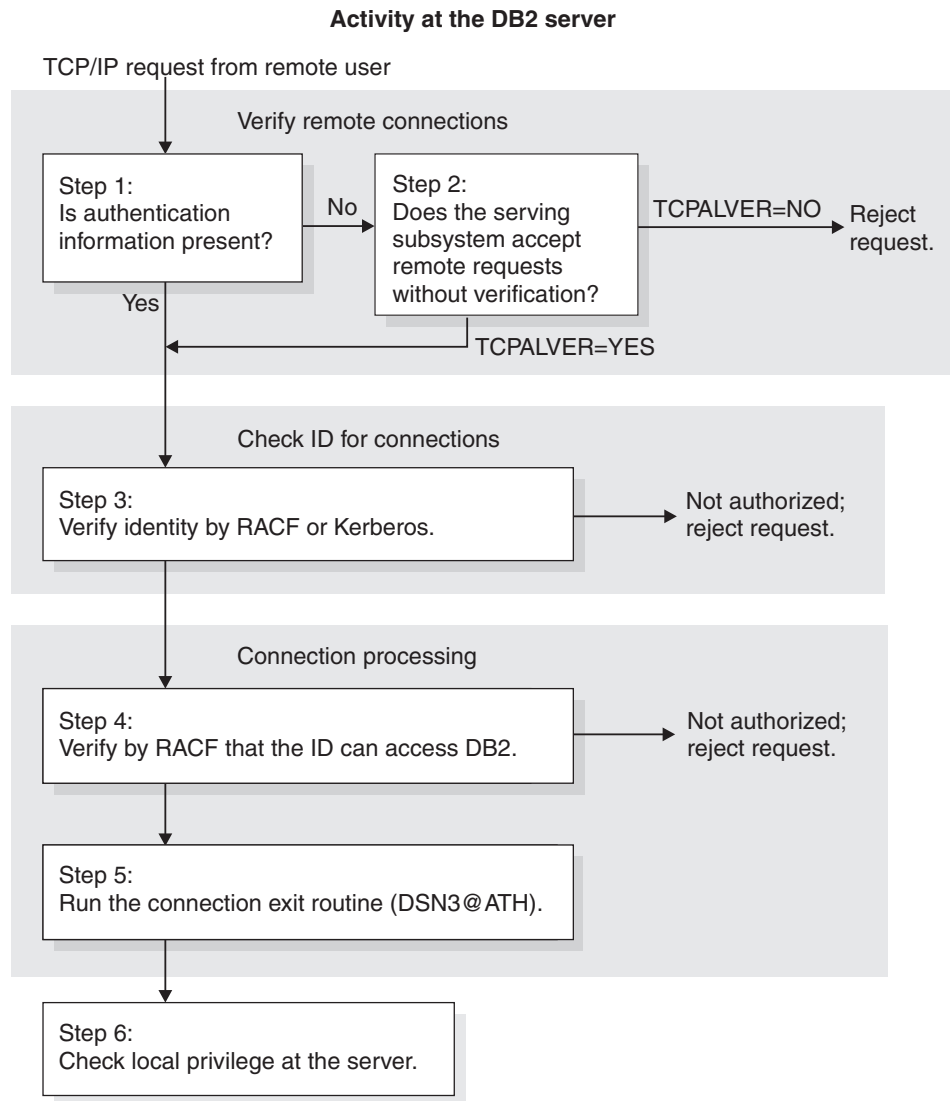 Activity at the DB2 server
TCP/IP request from remote user
Verify remote connections
Step 1:
Is authentication
information present?
No
Step 2:
Does the serving
subsystem accept
remote requests
without verification?
TCPALVER=NO
Reject
request.
Yes
TCPALVER=YES
Check ID for connections
Step 3:
Verify identity by RACF or Kerberos.
Not authorized;
reject request.
Connection processing
Step 4:
Verify by RACF that the ID can access DB2.
Not authorized;
reject request.
Step 5:
Run the connection exit routine (DSN3@ATH).
Step 6:
Check local privilege at the server.